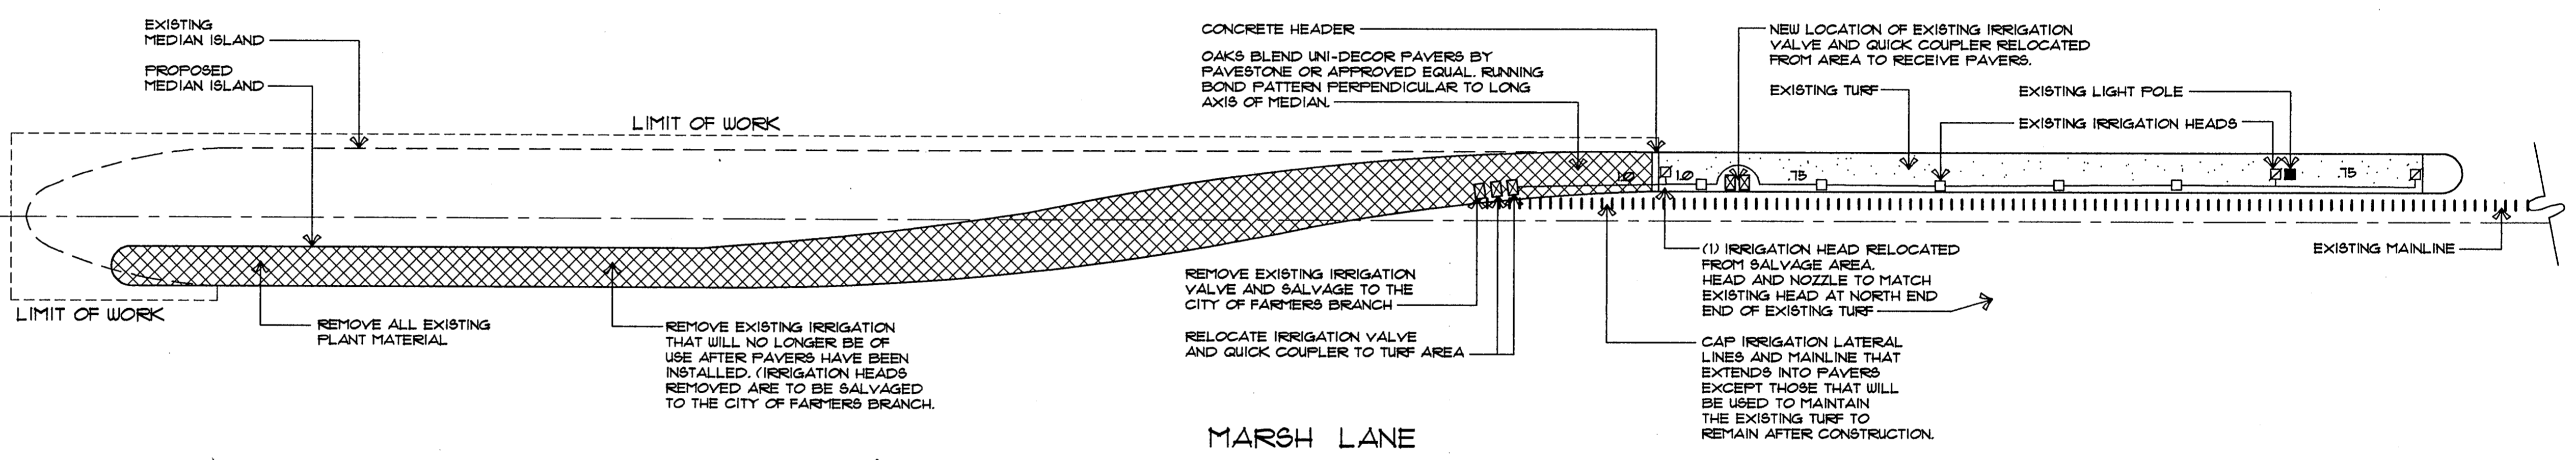 EXISTING
MEDIAN ISLAND
PROPOSED
MEDIAN ISLAND
LIMIT OF WORK
CONCRETE HEADER
OAKS BLEND UNI-DECOR PAVERS BY
PAVESTONE OR APPROVED EQUAL. RUNNING
BOND PATTERN PERPENDICULAR TO LONG
AXIS OF MEDIAN.
NEW LOCATION OF EXISTING IRRIGATION
VALVE AND QUICK COUPLER RELOCATED
FROM AREA TO RECEIVE PAVERS.
EXISTING TURF
EXISTING LIGHT POLE
EXISTING IRRIGATION HEADS
1.0
1.0
.75
.75
LIMIT OF WORK
REMOVE ALL EXISTING
PLANT MATERIAL
REMOVE EXISTING IRRIGATION
THAT WILL NO LONGER BE OF
USE AFTER PAVERS HAVE BEEN
INSTALLED. (IRRIGATION HEADS
REMOVED ARE TO BE SALVAGED
TO THE CITY OF FARMERS BRANCH.
REMOVE EXISTING IRRIGATION
VALVE AND SALVAGE TO THE
CITY OF FARMERS BRANCH
RELOCATE IRRIGATION VALVE
AND QUICK COUPLER TO TURF AREA
(1) IRRIGATION HEAD RELOCATED
FROM SALVAGE AREA.
HEAD AND NOZZLE TO MATCH
EXISTING HEAD AT NORTH END
END OF EXISTING TURF
EXISTING MAINLINE
CAP IRRIGATION LATERAL
LINES AND MAINLINE THAT
EXTENDS INTO PAVERS
EXCEPT THOSE THAT WILL
BE USED TO MAINTAIN
THE EXISTING TURF TO
REMAIN AFTER CONSTRUCTION.
MARSH LANE